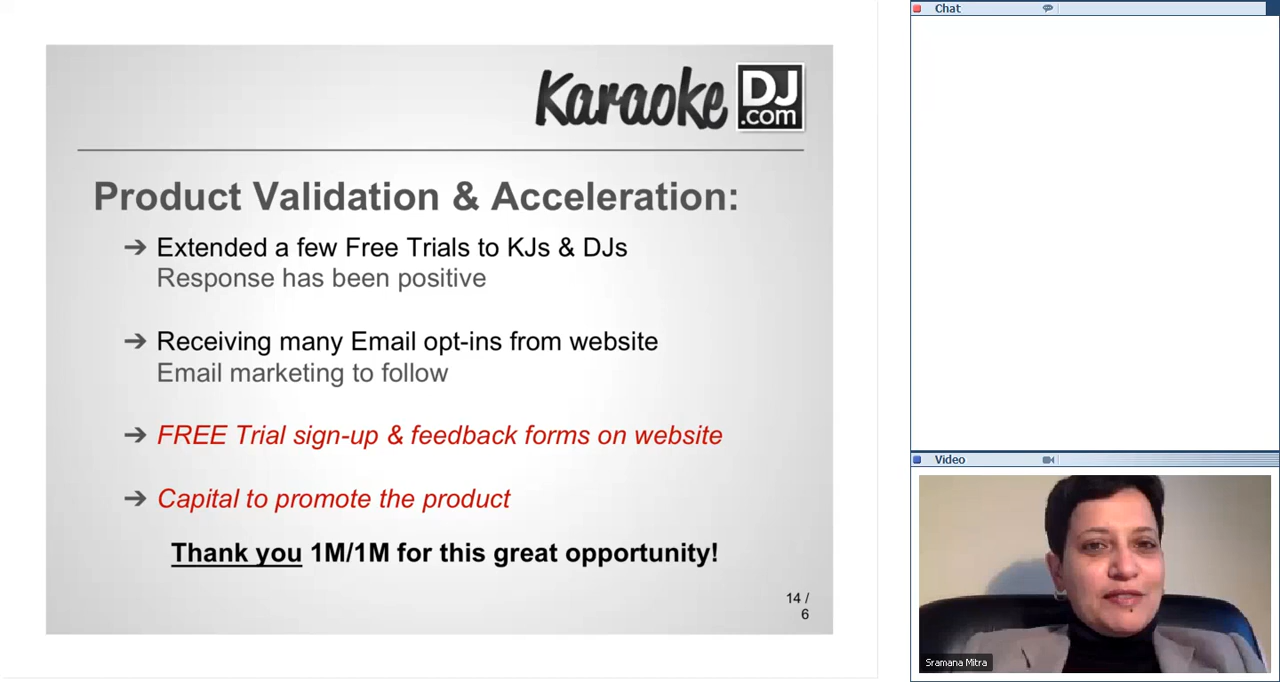 Karaoke DJ .com
Product Validation & Acceleration:
➔ Extended a few Free Trials to KJs & DJs
Response has been positive
➔ Receiving many Email opt-ins from website
Email marketing to follow
➔ FREE Trial sign-up & feedback forms on website
➔ Capital to promote the product
Thank you 1M/1M for this great opportunity!
14 /
6
Chat
Video
Sramana Mitra